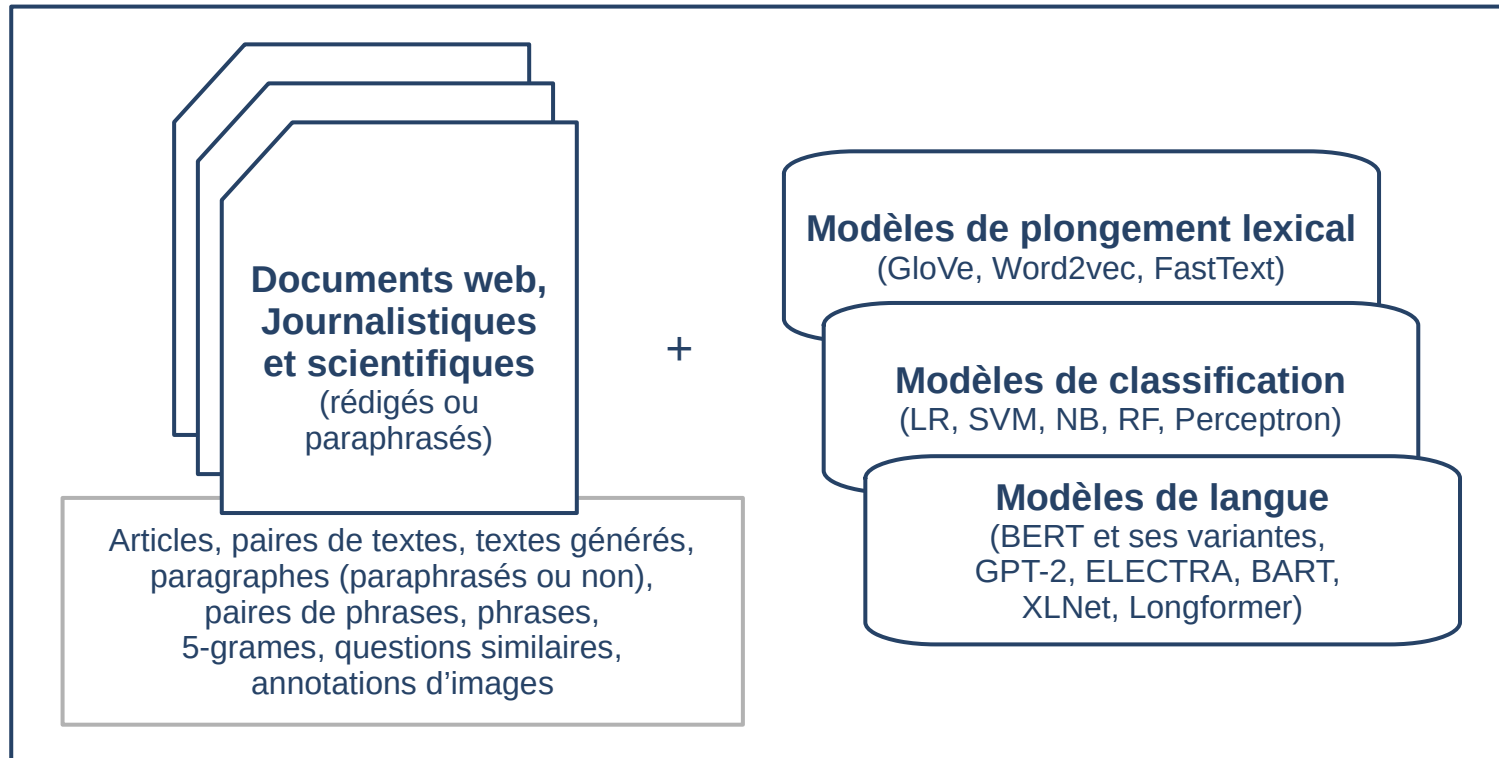 Documents web,
Journalistiques
et scientifiques
(rédigés ou
paraphrasés)
Articles, paires de textes, textes générés,
paragraphes (paraphrasés ou non),
paires de phrases, phrases,
5-grames, questions similaires,
annotations d’images
+
Modèles de plongement lexical
(GloVe, Word2vec, FastText)
Modèles de classification
(LR, SVM, NB, RF, Perceptron)
Modèles de langue
(BERT et ses variantes,
GPT-2, ELECTRA, BART,
XLNet, Longformer)